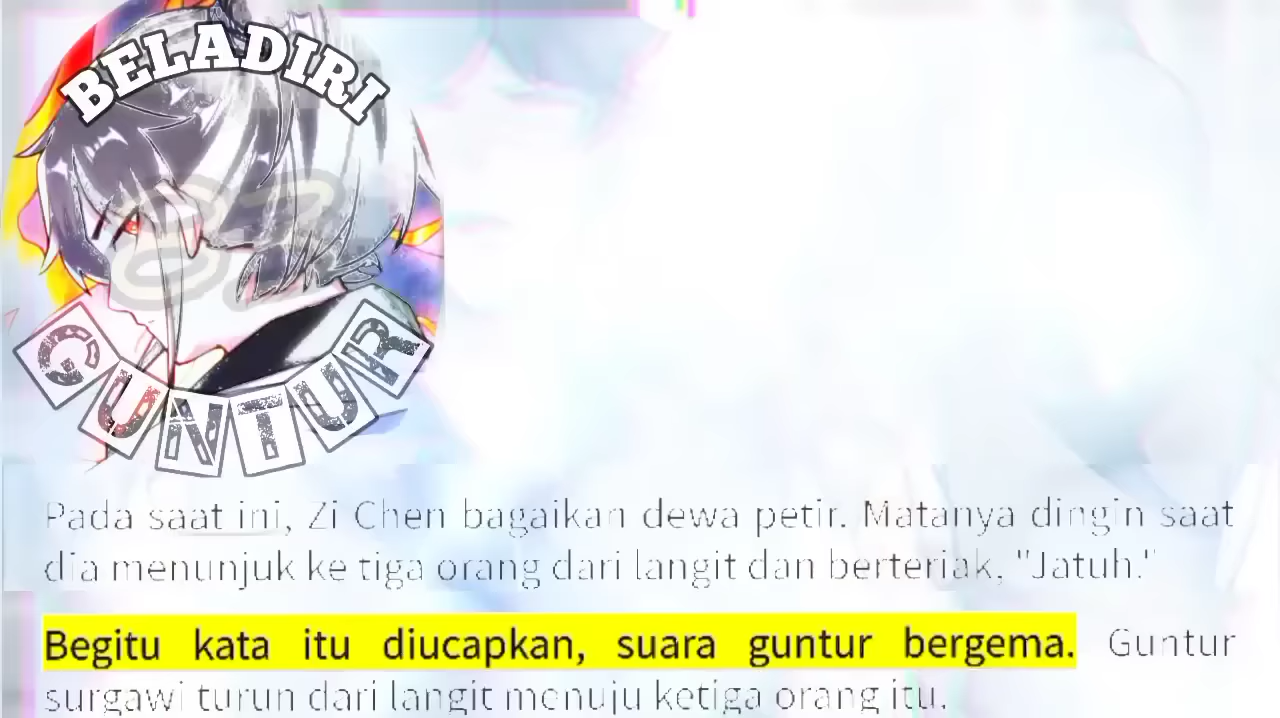 BELADIRI
GUNTUR
Pada saat ini, Zi Chen bagaikan dewa petir. Matanya dingin saat
dia menunjuk ke tiga orang dari langit dan berteriak, "Jatuh."
Begitu kata itu diucapkan, suara guntur bergema. Guntur
surgawi turun dari langit menuju ketiga orang itu.